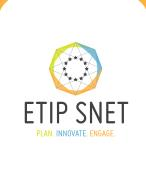 ETIP SNET
PLAN. INNOVATE. ENGAGE.